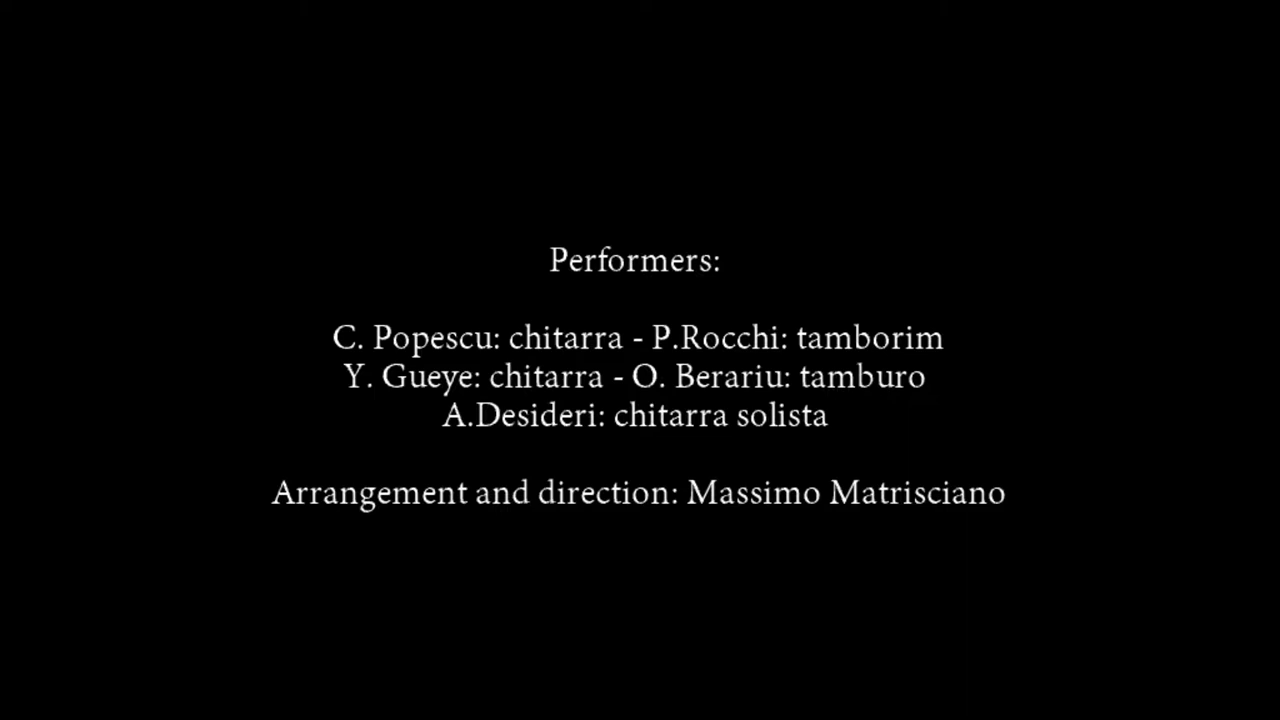 Performers:
C. Popescu: chitarra - P.Rocchi: tamborim
Y. Gueye: chitarra - O. Berariu: tamburo
A.Desideri: chitarra solista
Arrangement and direction: Massimo Matrisciano